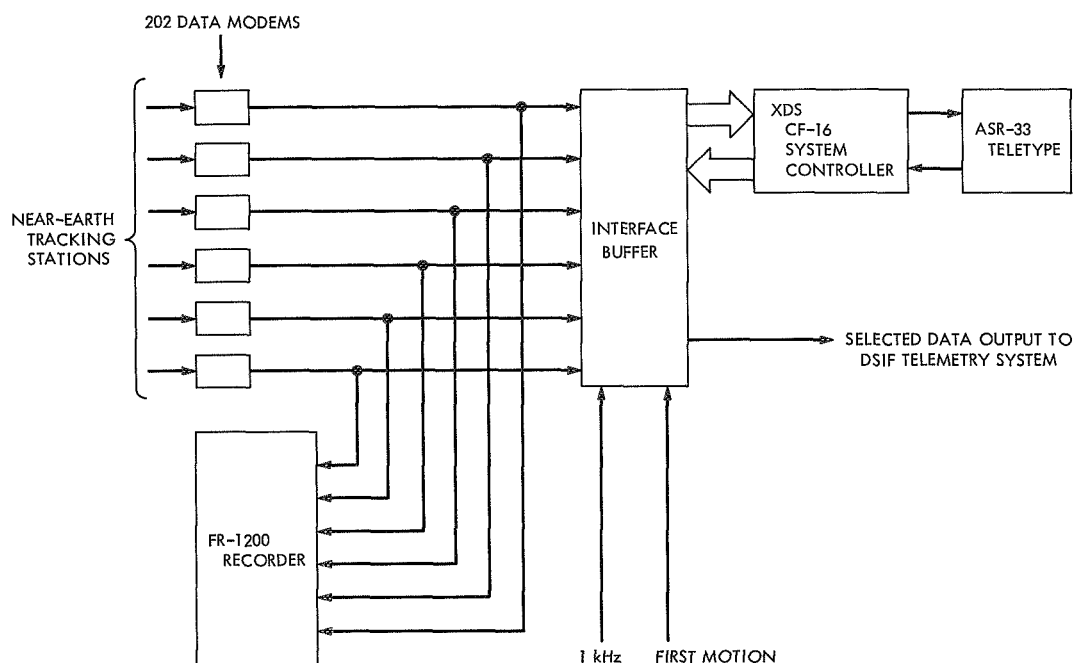 202 DATA MODEMS
NEAR-EARTH
TRACKING
STATIONS
INTERFACE
BUFFER
XDS
CF-16
SYSTEM
CONTROLLER
ASR-33
TELETYPE
SELECTED DATA OUTPUT TO
DSIF TELEMETRY SYSTEM
FR-1200
RECORDER
1 kHz
FIRST MOTION